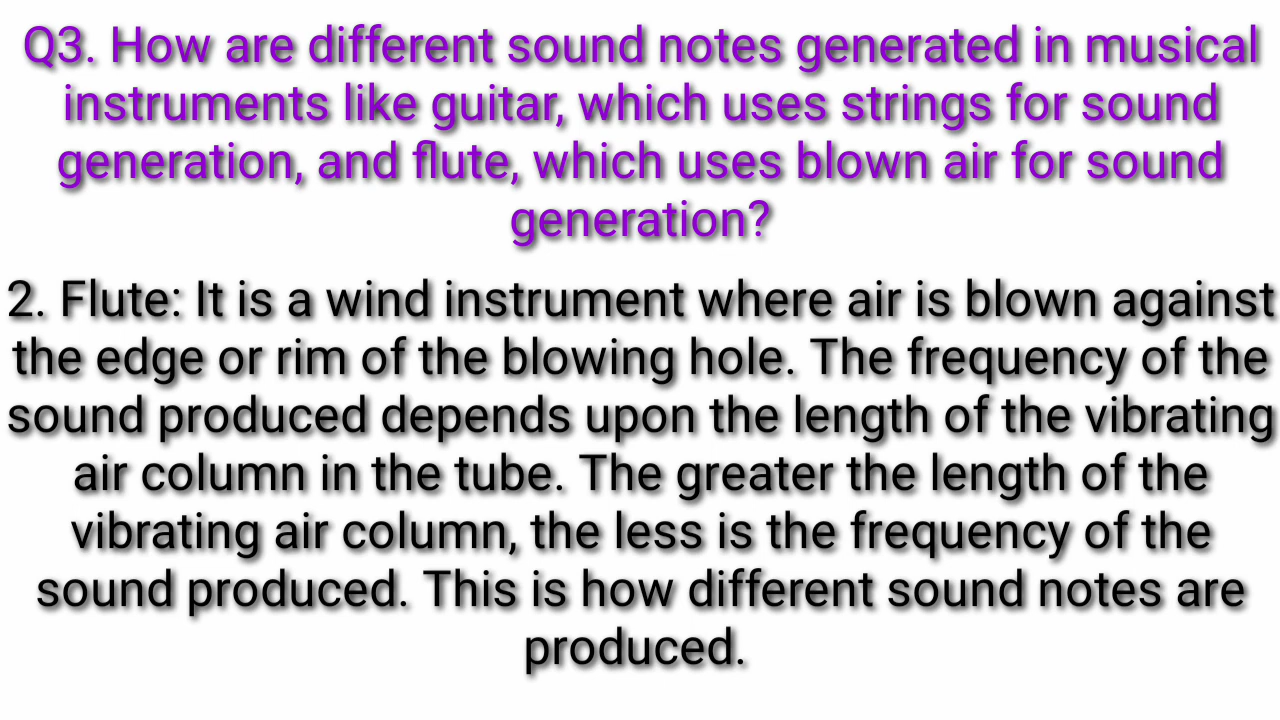 Q3. How are different sound notes generated in musical
instruments like guitar, which uses strings for sound
generation, and flute, which uses blown air for sound
generation?
2. Flute: It is a wind instrument where air is blown against
the edge or rim of the blowing hole. The frequency of the
sound produced depends upon the length of the vibrating
air column in the tube. The greater the length of the
vibrating air column, the less is the frequency of the
sound produced. This is how different sound notes are
produced.